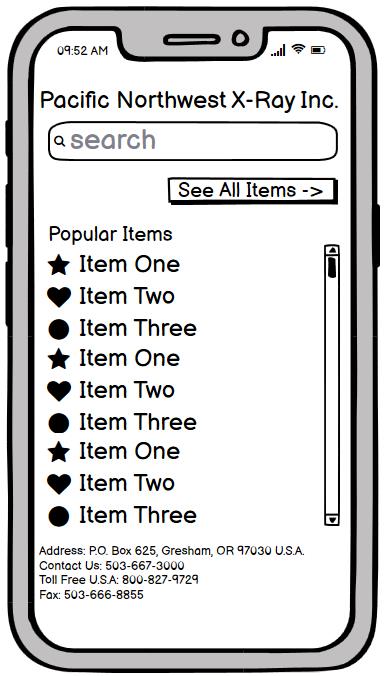 09:52 AM
Pacific Northwest X-Ray Inc.
search
See All Items ->
Popular Items
Item One
Item Two
Item Three
Item One
Item Two
Item Three
Item One
Item Two
Item Three
Address: P.O. Box 625, Gresham, OR 97030 U.S.A.
Contact Us: 503-667-3000
Toll Free U.S.A: 800-827-9729
Fax: 503-666-8855